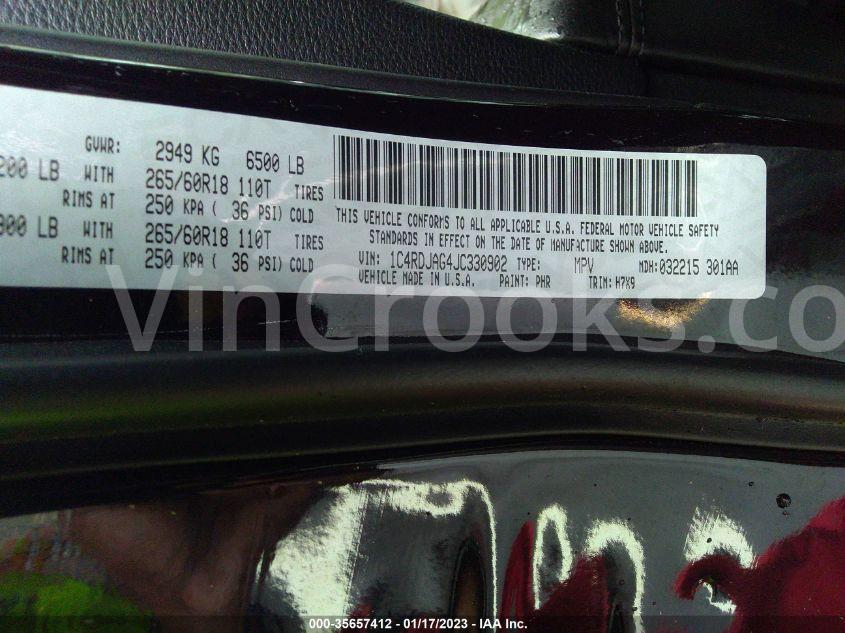 GVWR: 2949 KG 6500 LB
200 LB WITH 265/60R18 110T TIRES
RIMS AT 250 KPA ( 36 PSI) COLD
WITH 265/60R18 110T TIRES
RIMS AT 250 KPA ( 36 PSI) COLD
THIS VEHICLE CONFORMS TO ALL APPLICABLE U.S.A. FEDERAL MOTOR VEHICLE SAFETY
STANDARDS IN EFFECT ON THE DATE OF MANUFACTURE SHOWN ABOVE.
VIN: 1C4RDJAG4JC330902 TYPE: MPV MDH: 032215 301AA
VEHICLE MADE IN U.S.A. PAINT: PHR TRIM: H7X9
VinCrooks.co
000-35657412 - 01/17/2023 - IAA Inc.